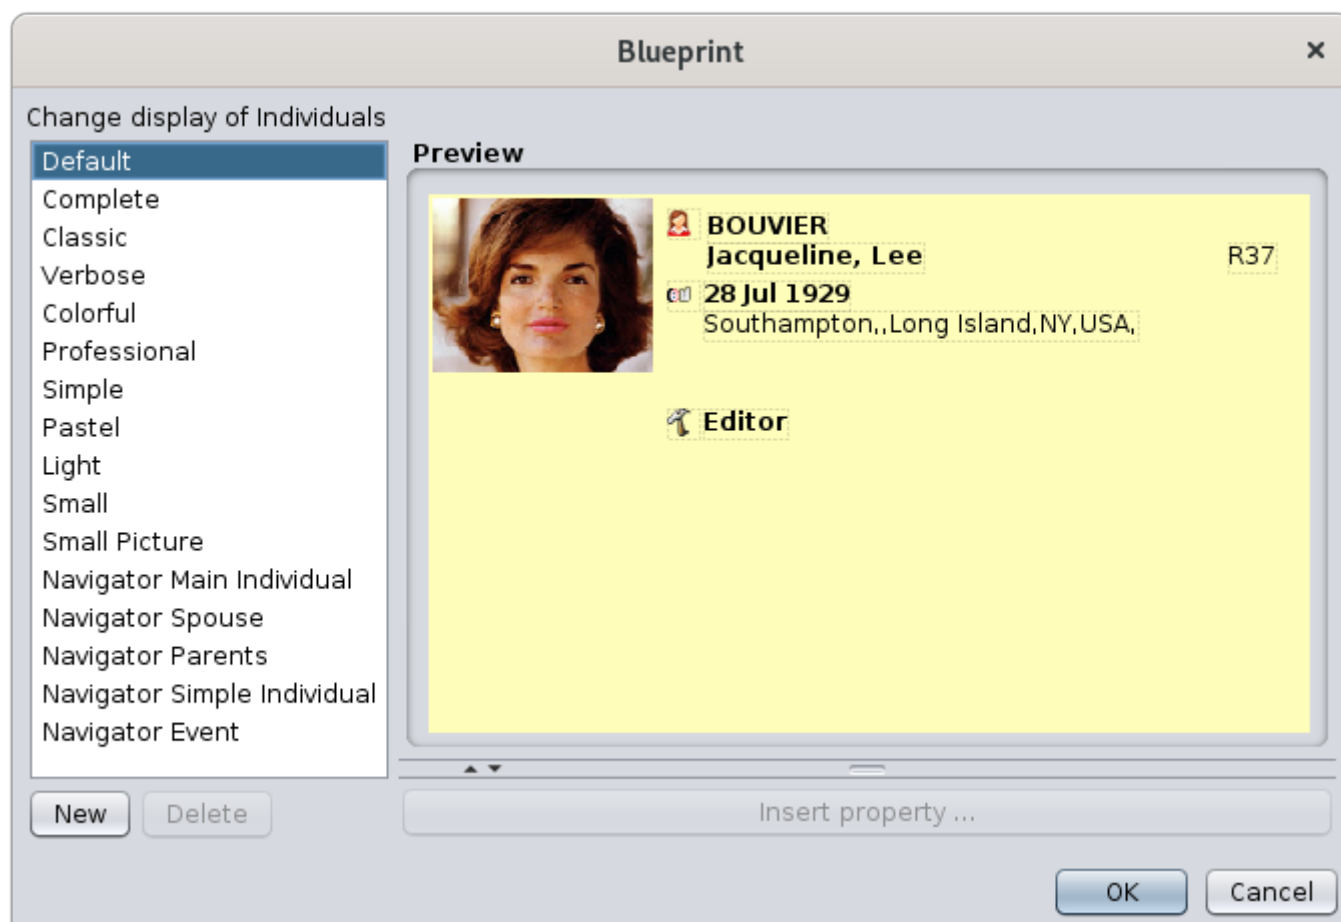 Blueprint
×
Change display of Individuals
Default
Complete
Classic
Verbose
Colorful
Professional
Simple
Pastel
Light
Small
Small Picture
Navigator Main Individual
Navigator Spouse
Navigator Parents
Navigator Simple Individual
Navigator Event
New
Delete
Preview
BOUVIER
Jacqueline, Lee
R37
28 Jul 1929
Southampton,,Long Island,NY,USA,
Editor
Insert property ...
OK
Cancel